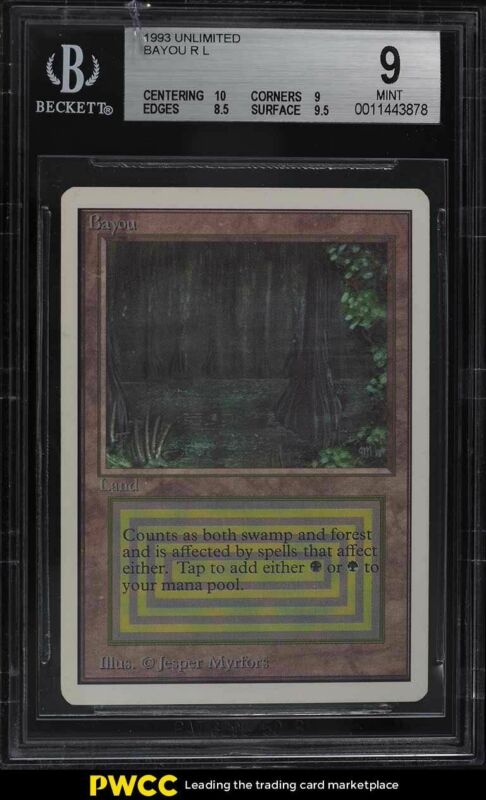 1993 UNLIMITED
BAYOU R L
B
BECKETT®
CENTERING 10 CORNERS 9
EDGES 8.5 SURFACE 9.5
9
MINT
0011443878
Bayou
Land
Counts as both swamp and forest
and is affected by spells that affect
either. Tap to add either or to
your mana pool.
Illus. © Jesper Myrfors
PWCC Leading the trading card marketplace